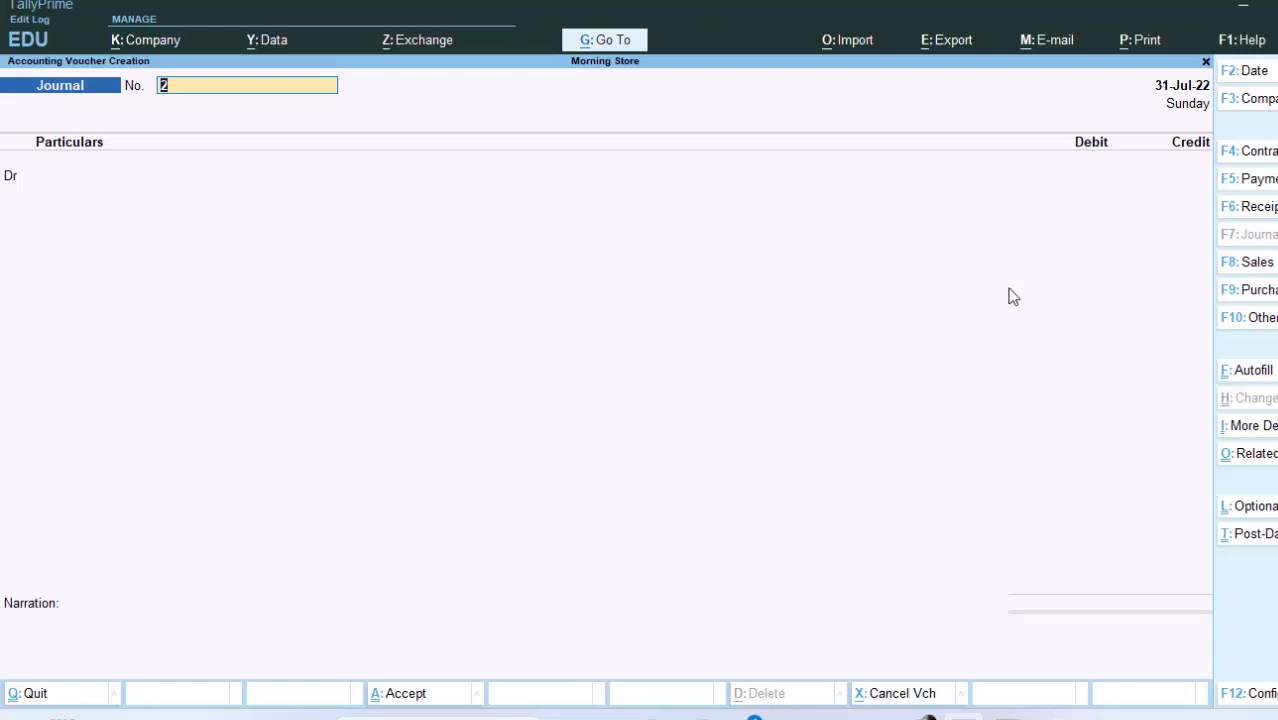 TallyPrime
Edit Log
MANAGE
EDU
K: Company
Y: Data
Z: Exchange
G: Go To
O: Import
E: Export
M: E-mail
P: Print
F1: Help
Accounting Voucher Creation
Morning Store
F2: Date
Journal
No.
2
31-Jul-22
Sunday
F3: Compa
Particulars
Debit
Credit
F4: Contra
Dr
F5: Payme
F6: Receip
F7: Journa
F8: Sales
F9: Purcha
F10: Other
F: Autofill
H: Change
I: More De
O: Related
L: Optiona
T: Post-Da
Narration:
Q: Quit
A: Accept
D: Delete
X: Cancel Vch
F12: Confi